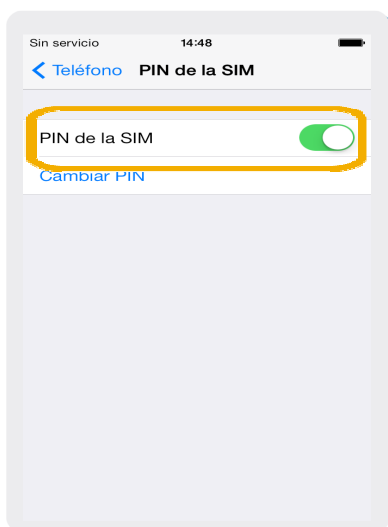 Sin servicio 14:48
Teléfono PIN de la SIM
PIN de la SIM
Cambiar PIN